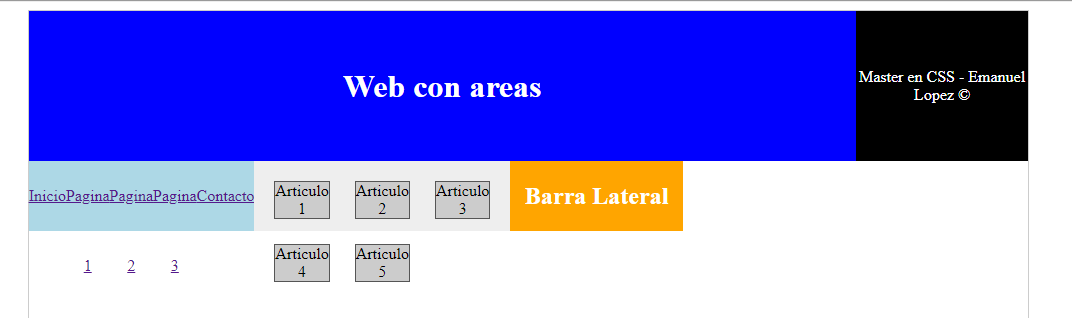 Web con areas
Master en CSS - Emanuel
Lopez ©
InicioPaginaPaginaPaginaContacto
1 2 3
Articulo
1
Articulo
2
Articulo
3
Articulo
4
Articulo
5
Barra Lateral